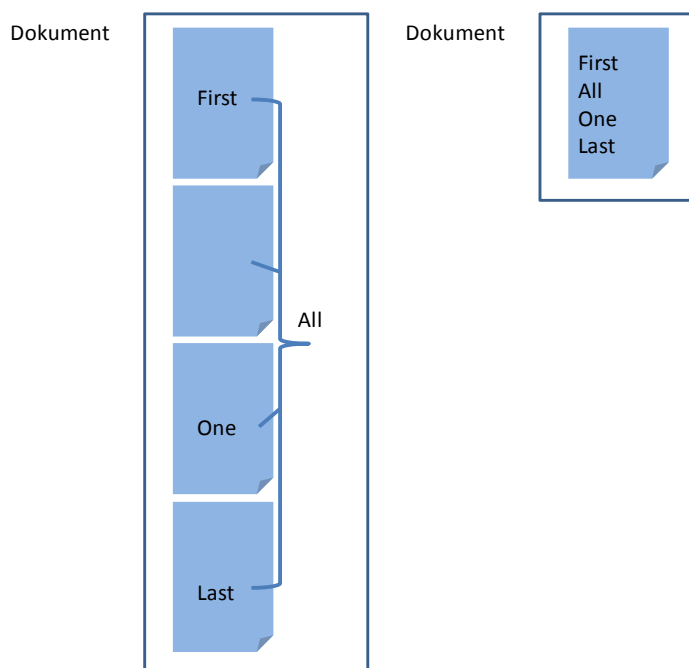 Dokument
First
All
One
Last
Dokument
First
All
One
Last